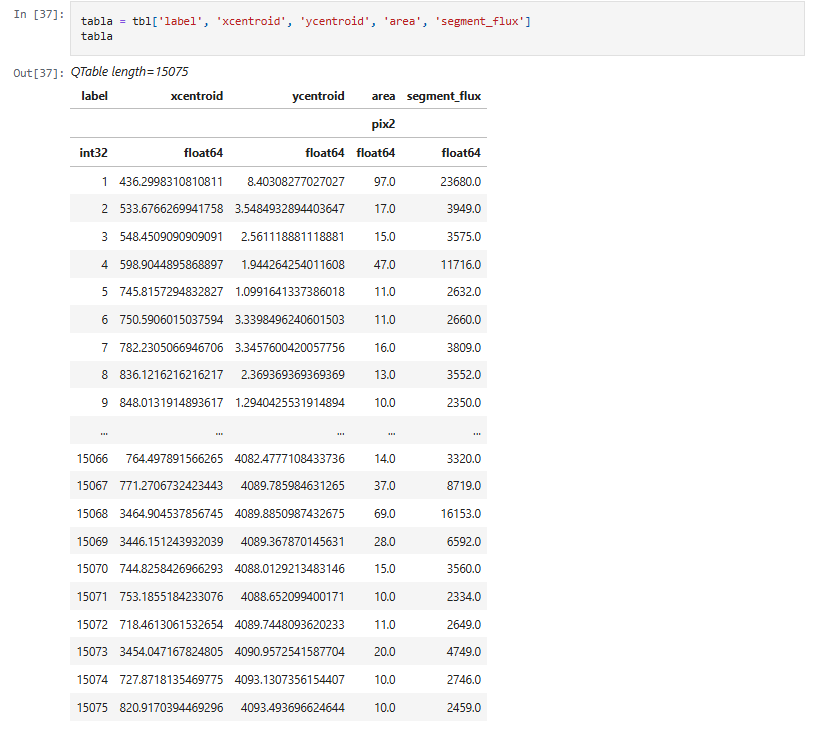 In [37]: tabla = tbl['label', 'xcentroid', 'ycentroid', 'area', 'segment_flux']
tabla
Out[37]: QTable length=15075
label xcentroid ycentroid area segment_flux
pix2
int32 float64 float64 float64 float64
1 436.2998310810811 8.40308277027027 97.0 23680.0
2 533.6766269941758 3.5484932894403647 17.0 3949.0
3 548.4509090909091 2.561118881118881 15.0 3575.0
4 598.9044895868897 1.944264254011608 47.0 11716.0
5 745.8157294832827 1.0991641337386018 11.0 2632.0
6 750.5906015037594 3.3398496240601503 11.0 2660.0
7 782.2305066946706 3.3457600420057756 16.0 3809.0
8 836.1216216216217 2.369369369369369 13.0 3552.0
9 848.0131914893617 1.2940425531914894 10.0 2350.0
... ... ... ... ...
15066 764.497891566265 4082.4777108433736 14.0 3320.0
15067 771.2706732423443 4089.785984631265 37.0 8719.0
15068 3464.904537856745 4089.8850987432675 69.0 16153.0
15069 3446.151243932039 4089.367870145631 28.0 6592.0
15070 744.8258426966293 4088.0129213483146 15.0 3560.0
15071 753.1855184233076 4088.652099400171 10.0 2334.0
15072 718.4613061532654 4089.7448093620233 11.0 2649.0
15073 3454.047167824805 4090.9572541587704 20.0 4749.0
15074 727.8718135469775 4093.1307356154407 10.0 2746.0
15075 820.9170394469296 4093.493696624644 10.0 2459.0